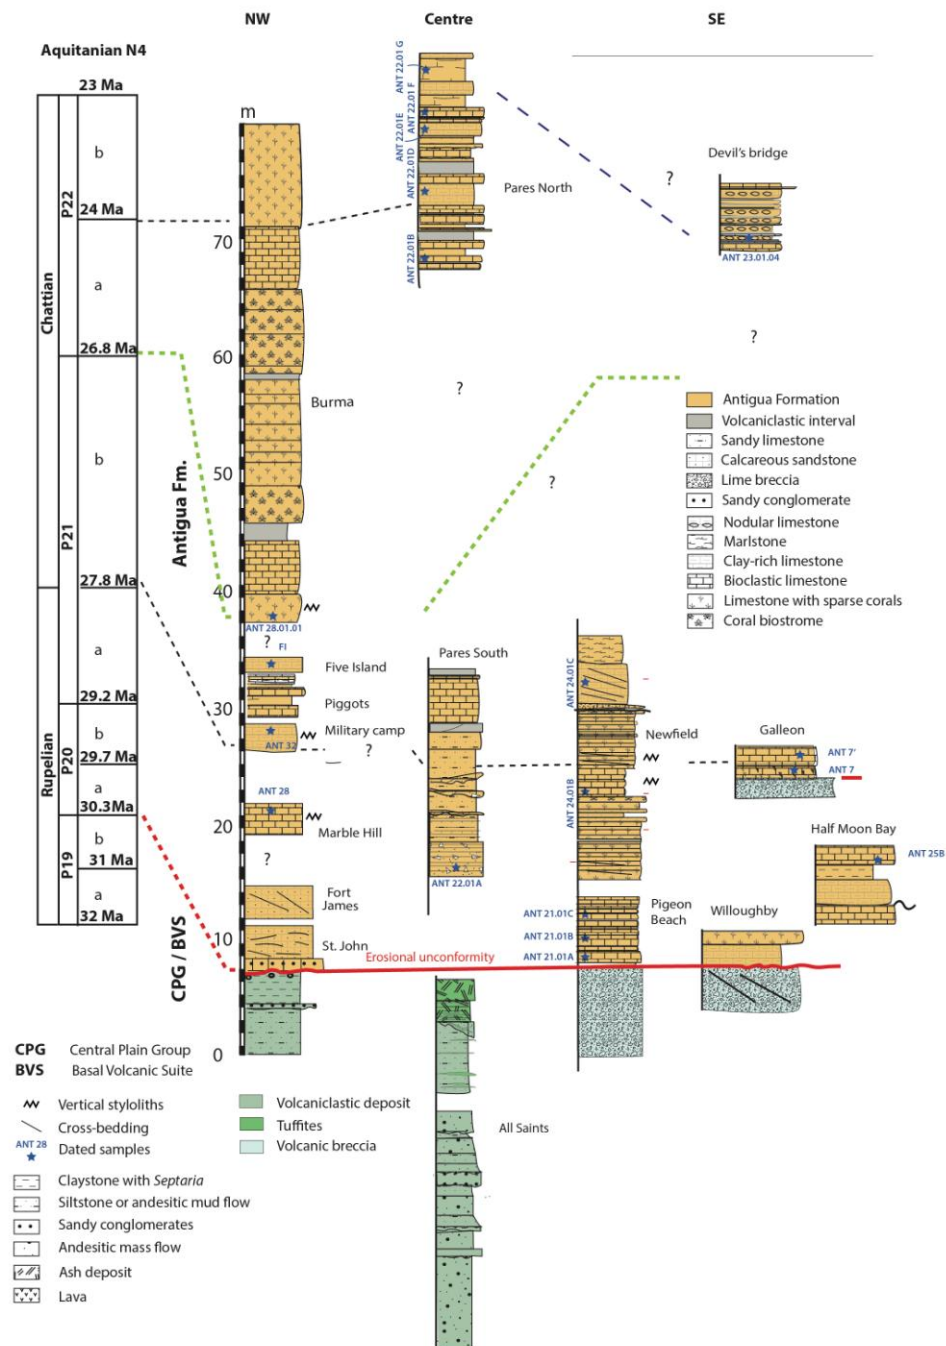 NW
Centre
SE
Aquitanian N4
23 Ma
b
24 Ma
a
26.8 Ma
b
27.8 Ma
a
29.2 Ma
b
29.7 Ma
a
30.3Ma
b
31 Ma
a
32 Ma
P22
P21
P20
P19
Chattian
Rupelian
Antigua Fm.
CPG / BVS
m
70
60
50
40
30
20
10
0
Burma
ANT 28.01.01
?
FI
Five Island
Piggots
Military camp
ANT 32
?
ANT 28
Marble Hill
?
Fort
James
St. John
Erosional unconformity
ANT 22.01 G
ANT 22.01 F
ANT 22.01E
ANT 22.01D
ANT 22.01B
Pares North
?
?
?
?
Devil's bridge
ANT 23.01.04
Pares South
ANT 22.01A
ANT 24.01C
Newfield
ANT 24.01B
ANT 21.01C
ANT 21.01B
ANT 21.01A
Pigeon
Beach
Galleon
ANT 7'
ANT 7
Half Moon Bay
ANT 25B
Willoughby
All Saints
Antigua Formation
Volcaniclastic interval
Sandy limestone
Calcareous sandstone
Lime breccia
Sandy conglomerate
Nodular limestone
Marlstone
Clay-rich limestone
Bioclastic limestone
Limestone with sparse corals
Coral biostrome
CPG Central Plain Group
BVS Basal Volcanic Suite
Vertical styloliths
Cross-bedding
ANT 28
Dated samples
Volcaniclastic deposit
Tuffites
Volcanic breccia
Claystone with Septaria
Siltstone or andesitic mud flow
Sandy conglomerates
Andesitic mass flow
Ash deposit
Lava